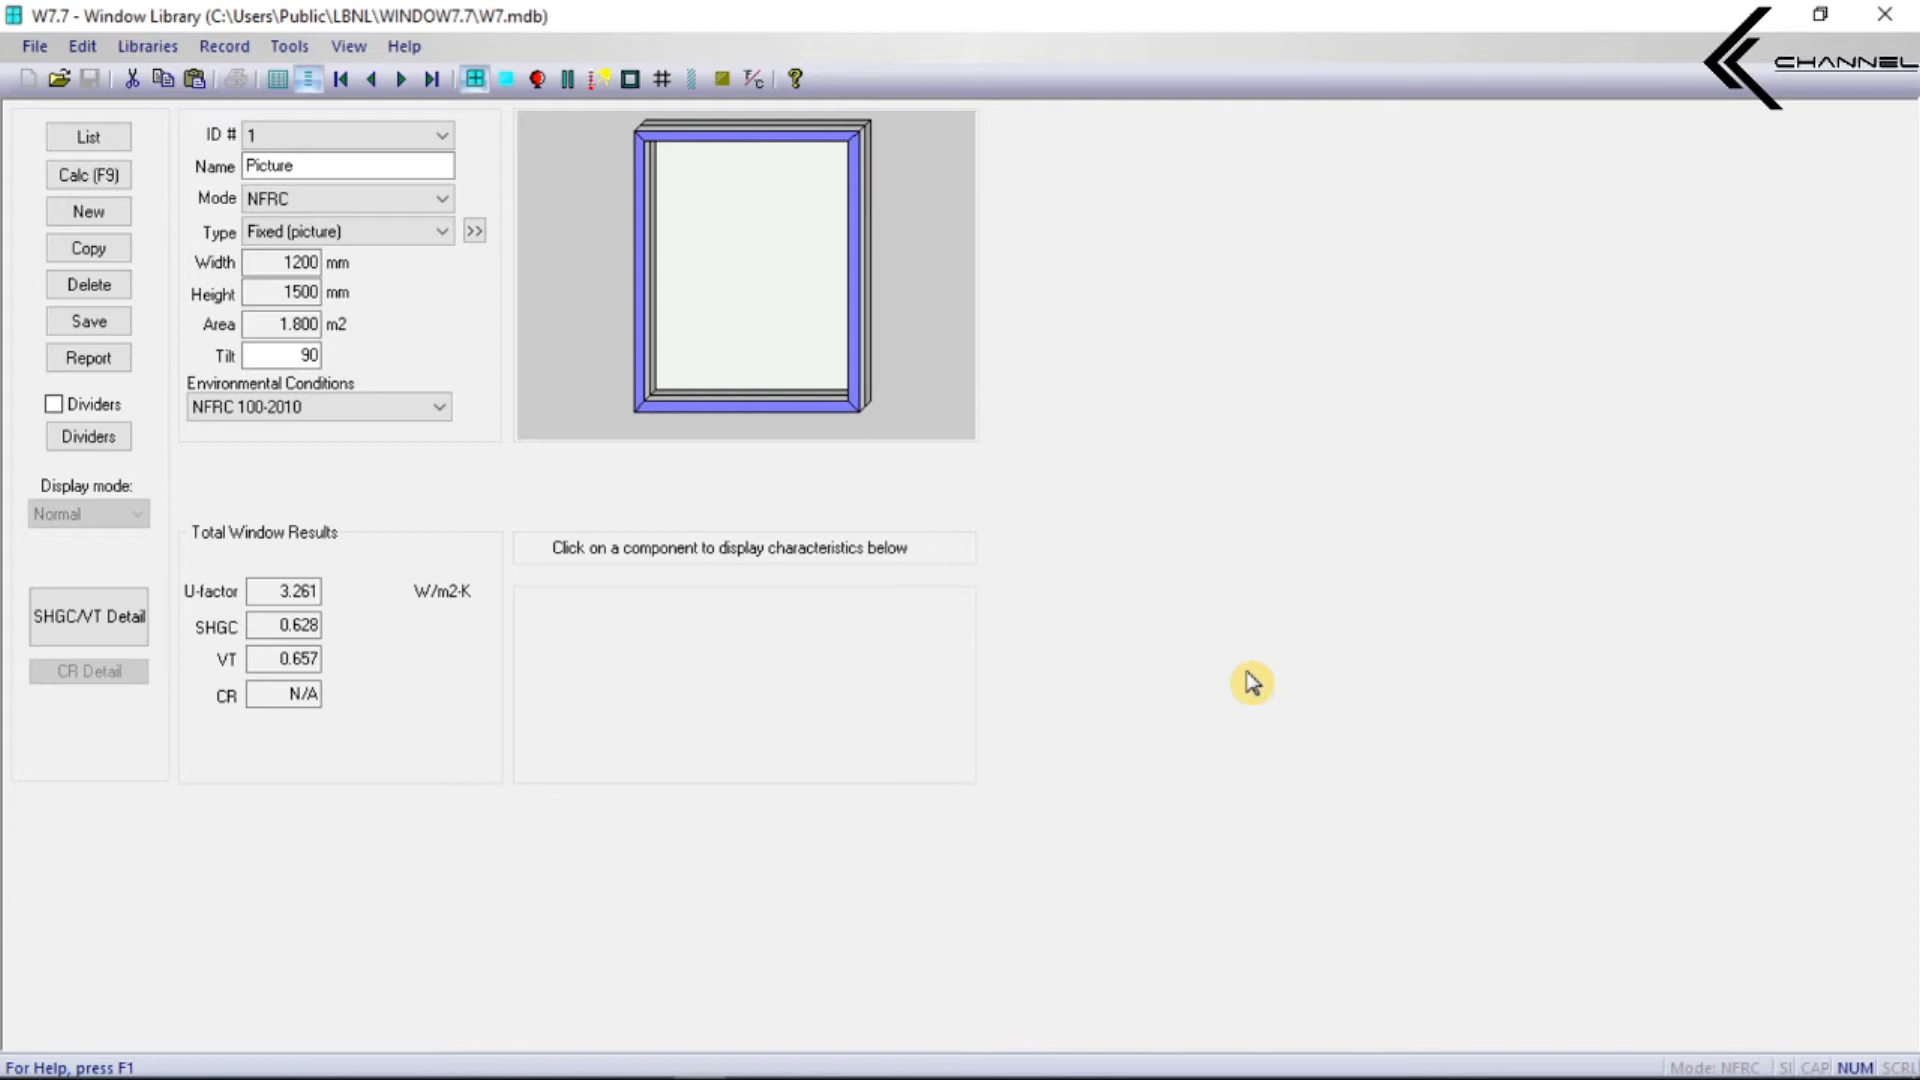 W7.7 - Window Library (C:\Users\Public\LBNL\WINDOW7.7\W7.mdb)
File Edit Libraries Record Tools View Help
CHANNEL
List
Calc (F9)
New
Copy
Delete
Save
Report
Dividers
Dividers
Display mode:
Normal
SHGC/VT Detail
CR Detail
ID # 1
Name Picture
Mode NFRC
Type Fixed (picture) >>
Width 1200 mm
Height 1500 mm
Area 1.800 m2
Tilt 90
Environmental Conditions
NFRC 100-2010
Total Window Results
U-factor 3.261 W/m2-K
SHGC 0.628
VT 0.657
CR N/A
Click on a component to display characteristics below
For Help, press F1
Mode: NFRC SI CAP NUM SCRL